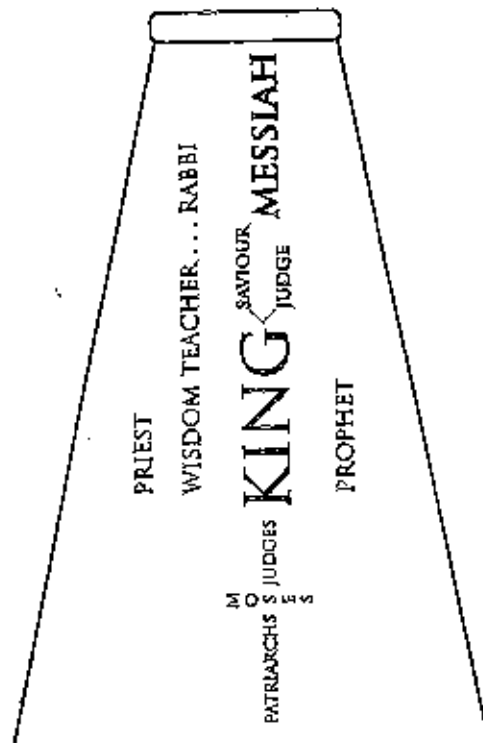 PRIEST
WISDOM TEACHER.... RABBI
PATRIARCHS
MOSES
JUDGES
KING
SAVIOUR
JUDGE
MESSIAH
PROPHET